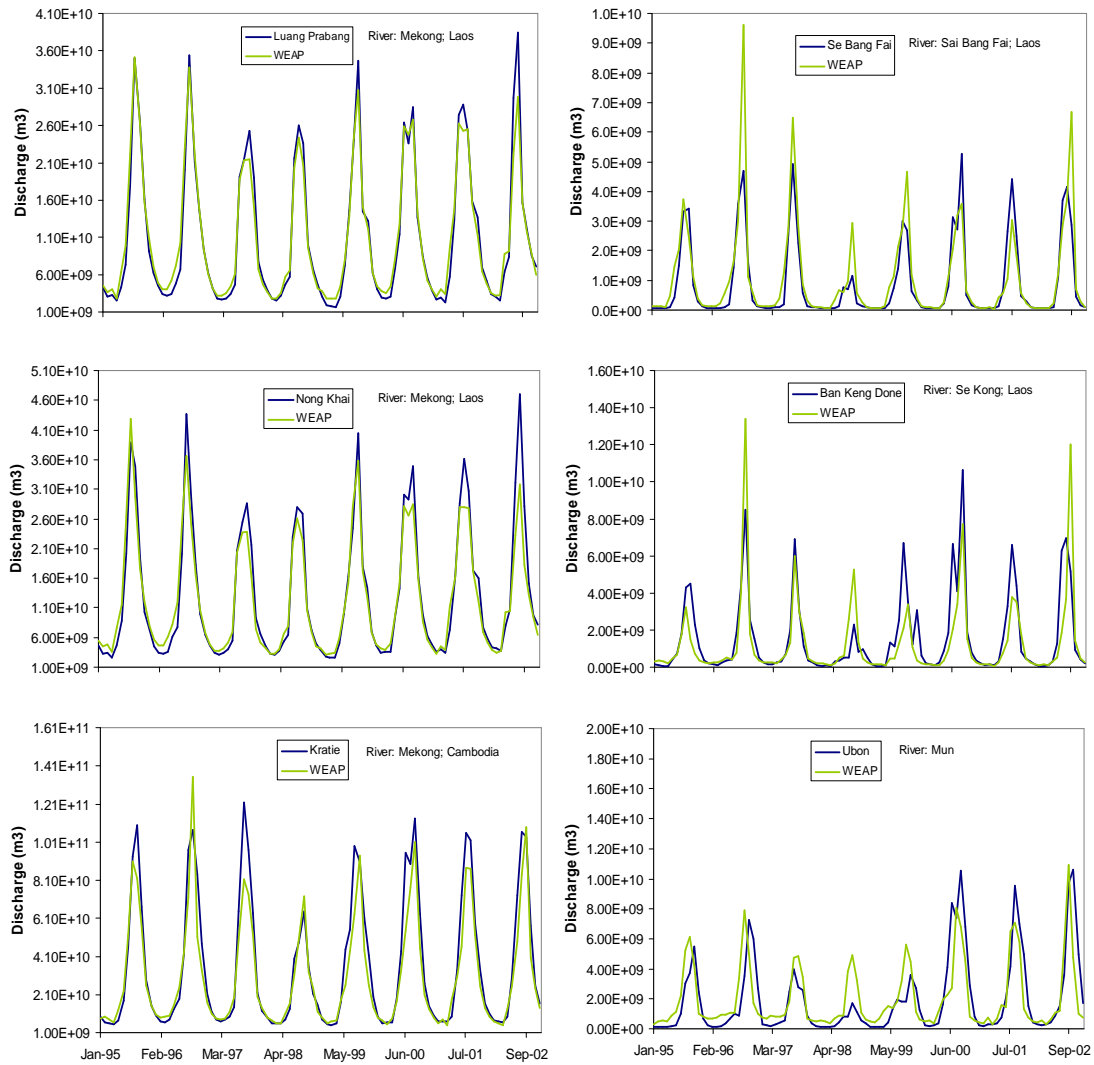 4.10E+10
3.60E+10
3.10E+10
2.60E+10
2.10E+10
1.60E+10
1.10E+10
6.00E+09
1.00E+09
Discharge (m3)
Luang Prabang
WEAP
River: Mekong; Laos
1.0E+10
9.0E+09
8.0E+09
7.0E+09
6.0E+09
5.0E+09
4.0E+09
3.0E+09
2.0E+09
1.0E+09
0.0E+00
Discharge (m3)
Se Bang Fai
WEAP
River: Sai Bang Fai; Laos
5.10E+10
4.60E+10
4.10E+10
3.60E+10
3.10E+10
2.60E+10
2.10E+10
1.60E+10
1.10E+10
6.00E+09
1.00E+09
Discharge (m3)
Nong Khai
WEAP
River: Mekong; Laos
1.60E+10
1.40E+10
1.20E+10
1.00E+10
8.00E+09
6.00E+09
4.00E+09
2.00E+09
0.00E+00
Discharge (m3)
Ban Keng Done
WEAP
River: Se Kong; Laos
1.61E+11
1.41E+11
1.21E+11
1.01E+11
8.10E+10
6.10E+10
4.10E+10
2.10E+10
1.00E+09
Discharge (m3)
Kratie
WEAP
River: Mekong; Cambodia
Jan-95 Feb-96 Mar-97 Apr-98 May-99 Jun-00 Jul-01 Sep-02
2.00E+10
1.80E+10
1.60E+10
1.40E+10
1.20E+10
1.00E+10
8.00E+09
6.00E+09
4.00E+09
2.00E+09
0.00E+00
Discharge (m3)
Ubon
WEAP
River: Mun
Jan-95 Feb-96 Mar-97 Apr-98 May-99 Jun-00 Jul-01 Sep-02